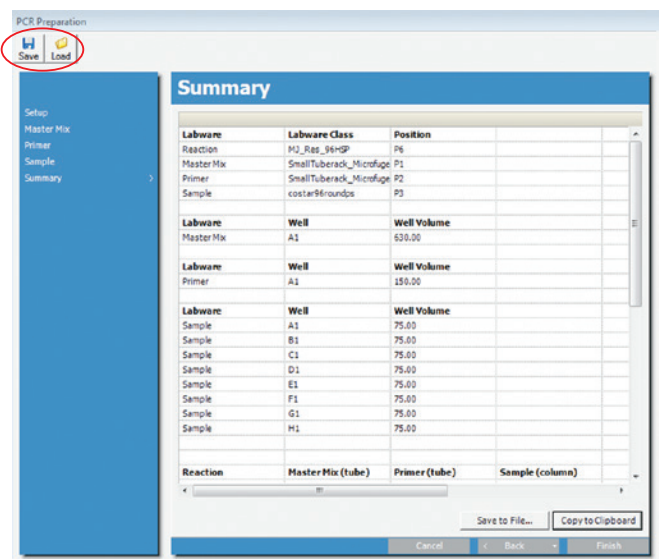 PCR Preparation
Save Load
Summary
Setup
Master Mix
Primer
Sample
Summary >
Labware Labware Class Position
Reaction MJ_Res_96HSP P6
Master Mix SmallTuberack_Microfuge P1
Primer SmallTuberack_Microfuge P2
Sample costar96roundps P3
Labware Well Well Volume
Master Mix A1 630.00
Labware Well Well Volume
Primer A1 150.00
Labware Well Well Volume
Sample A1 75.00
Sample B1 75.00
Sample C1 75.00
Sample D1 75.00
Sample E1 75.00
Sample F1 75.00
Sample G1 75.00
Sample H1 75.00
Reaction Master Mix (tube) Primer (tube) Sample (column)
Save to File... Copy to Clipboard
Cancel < Back Finish